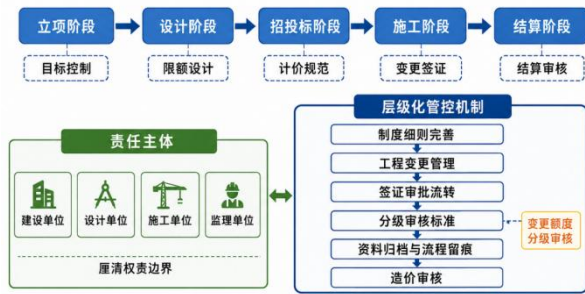 立项阶段
设计阶段
招投标阶段
施工阶段
结算阶段
目标控制
限额设计
计价规范
变更签证
结算审核
责任主体
建设单位
设计单位
施工单位
监理单位
厘清权责边界
层级化管控机制
制度细则完善
工程变更管理
签证审批流转
分级审核标准
资料归档与流程留痕
造价审核
变更额度
分级审核